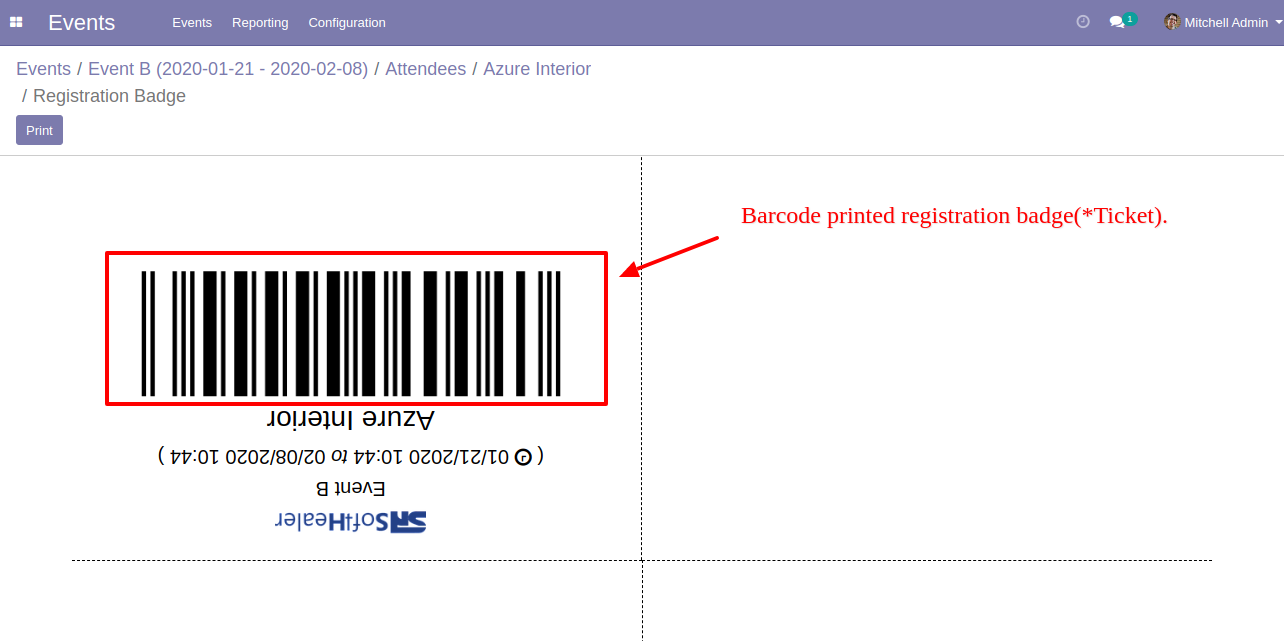 Events Events Reporting Configuration 1 Mitchell Admin
Events / Event B (2020-01-21 - 2020-02-08) / Attendees / Azure Interior
/ Registration Badge
Print
Barcode printed registration badge(*Ticket).
SoftHealer
Event B
( 01/21/2020 10:44 to 02/08/2020 10:44 )
Azure Interior